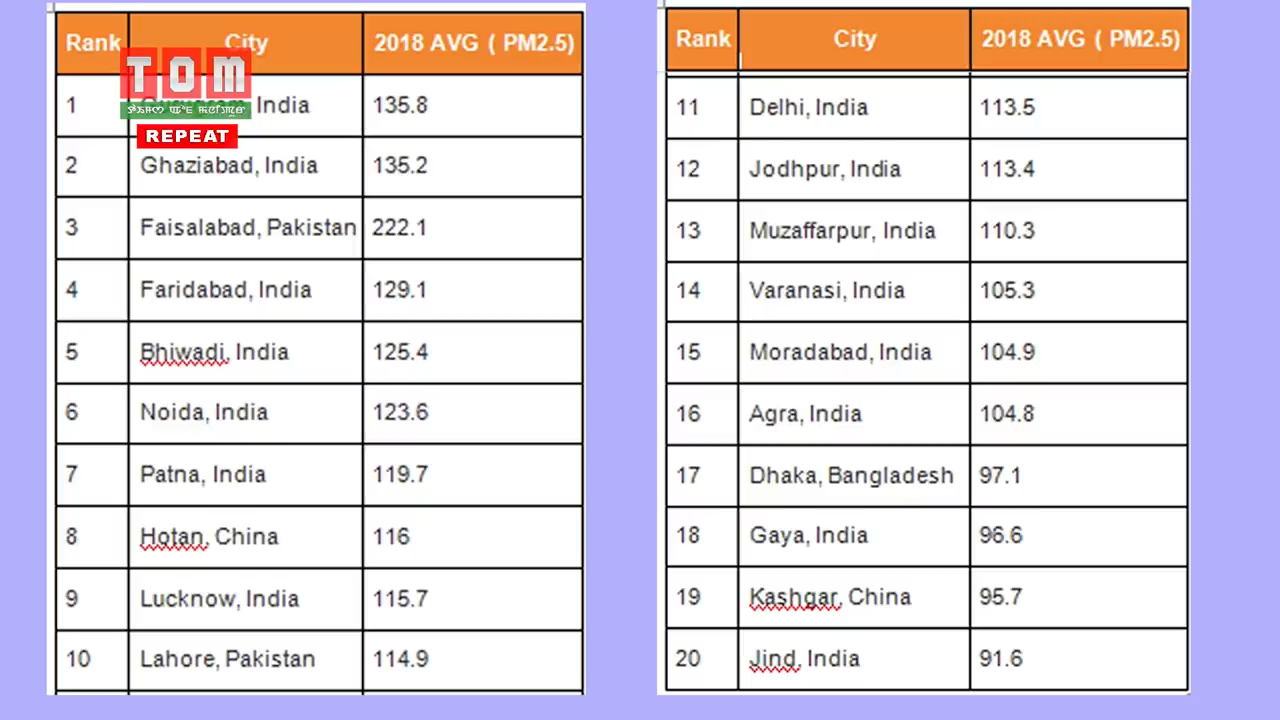 Rank City 2018 AVG ( PM2.5)
TOM
REPEAT
1 India 135.8
2 Ghaziabad, India 135.2
3 Faisalabad, Pakistan 222.1
4 Faridabad, India 129.1
5 Bhiwadi, India 125.4
6 Noida, India 123.6
7 Patna, India 119.7
8 Hotan, China 116
9 Lucknow, India 115.7
10 Lahore, Pakistan 114.9
Rank City 2018 AVG ( PM2.5)
11 Delhi, India 113.5
12 Jodhpur, India 113.4
13 Muzaffarpur, India 110.3
14 Varanasi, India 105.3
15 Moradabad, India 104.9
16 Agra, India 104.8
17 Dhaka, Bangladesh 97.1
18 Gaya, India 96.6
19 Kashgar, China 95.7
20 Jind, India 91.6